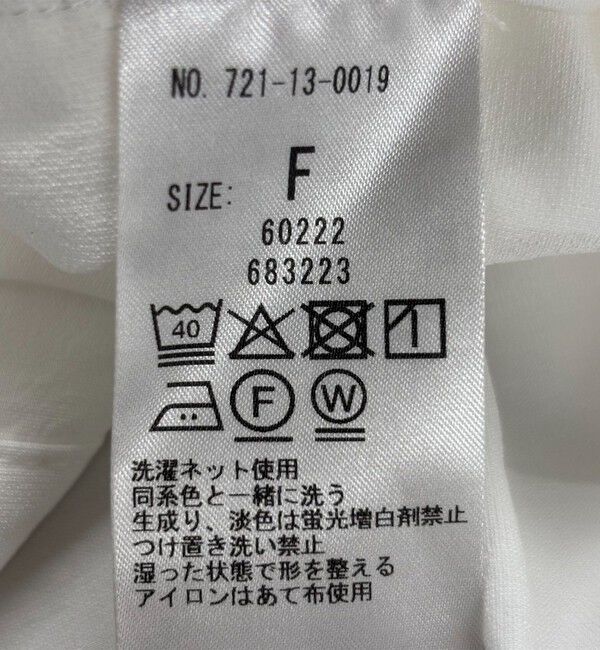 NO. 721-13-0019
SIZE: F
60222
683223
40
F W
洗濯ネット使用
同系色と一緒に洗う
生成り、淡色は蛍光増白剤禁止
つけ置き洗い禁止
湿った状態で形を整える
アイロンはあて布使用